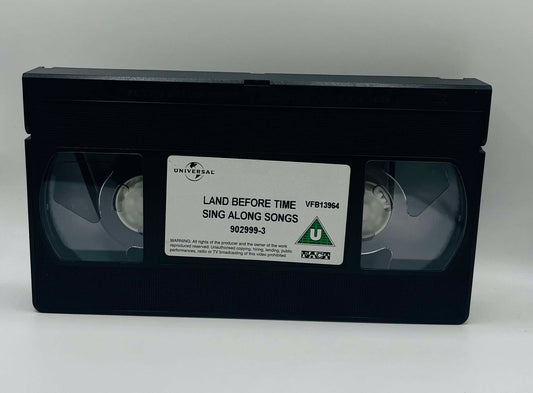 UNIVERSAL
LAND BEFORE TIME VFB13964
SING ALONG SONGS
902999-3
U
WARNING: All rights of the producer and the owner of the work
reproduced reserved. Unauthorised copying, hiring, lending, public
performances, radio or TV broadcasting of this video prohibited.